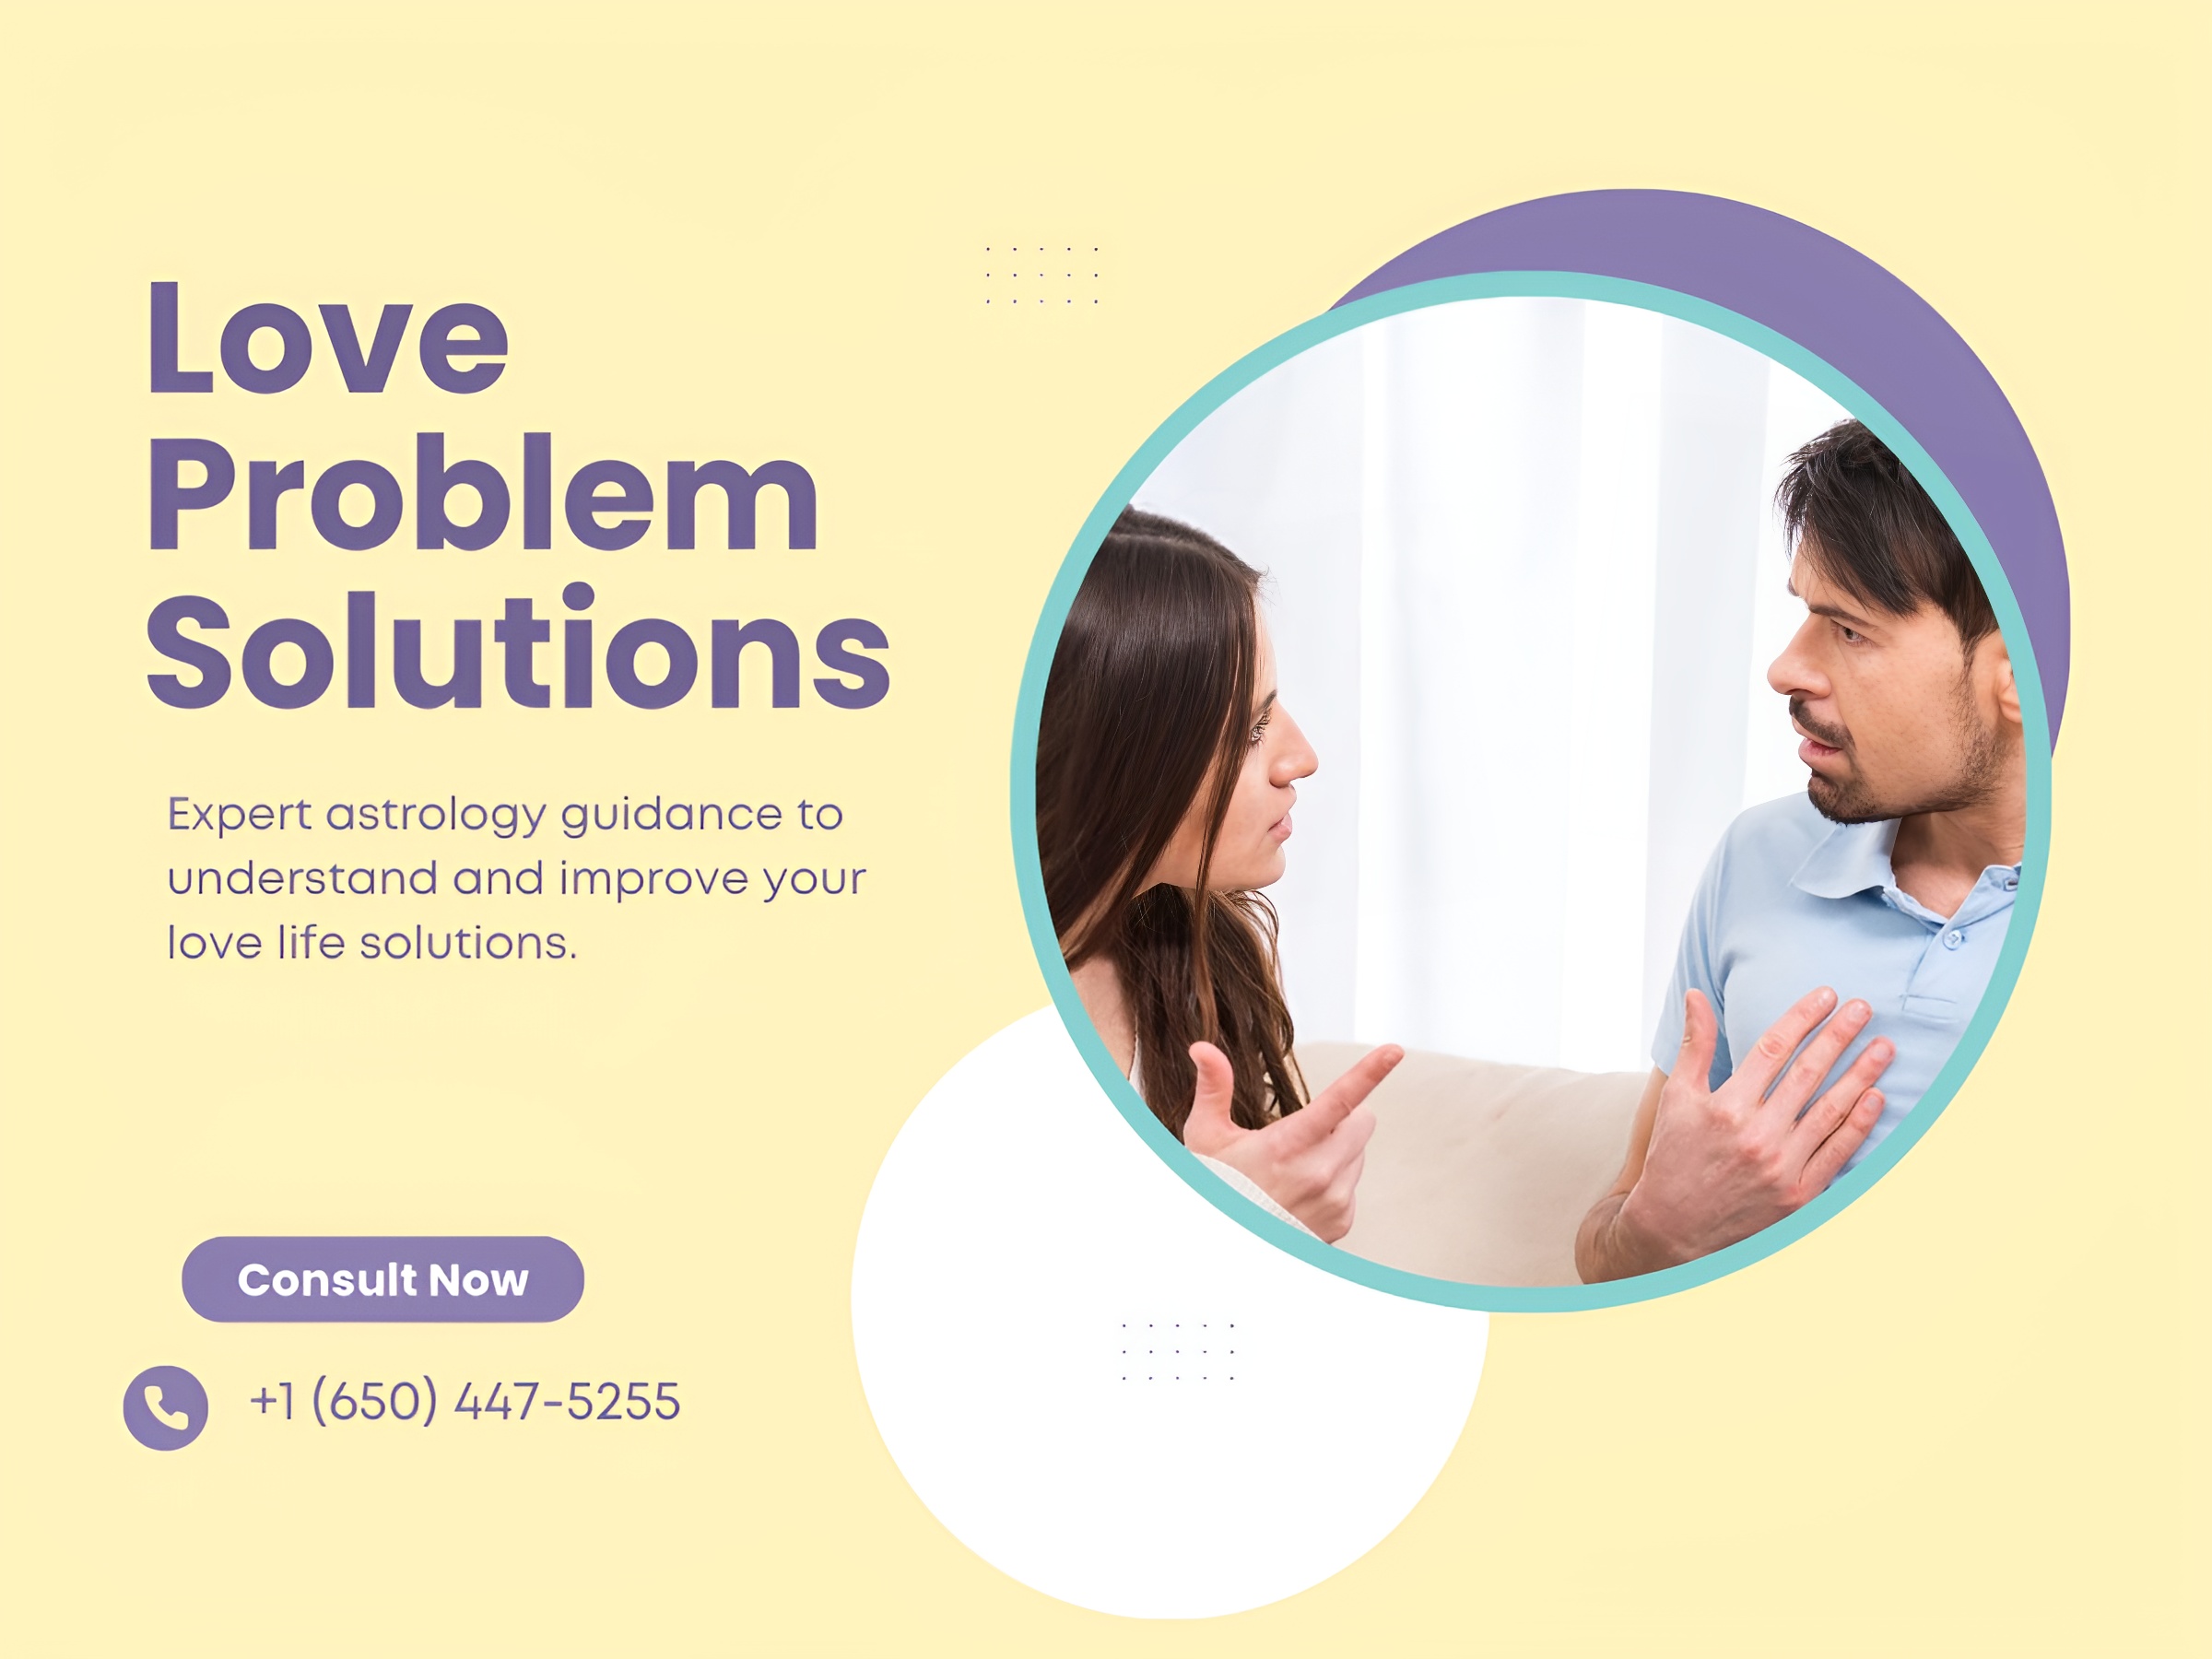 Love
Problem
Solutions
Expert astrology guidance to
understand and improve your
love life solutions.
Consult Now
+1 (650) 447-5255